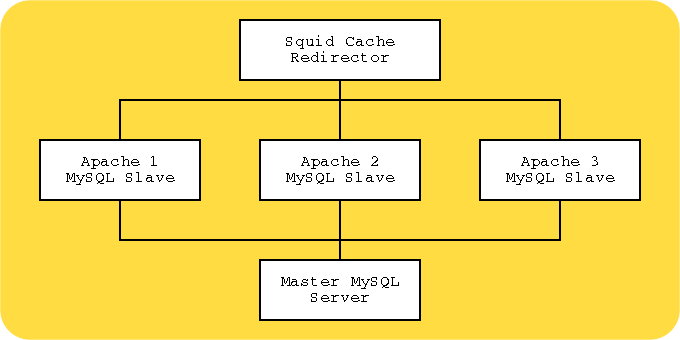 Squid Cache
Redirector
Apache 1
MySQL Slave
Apache 2
MySQL Slave
Apache 3
MySQL Slave
Master MySQL
Server